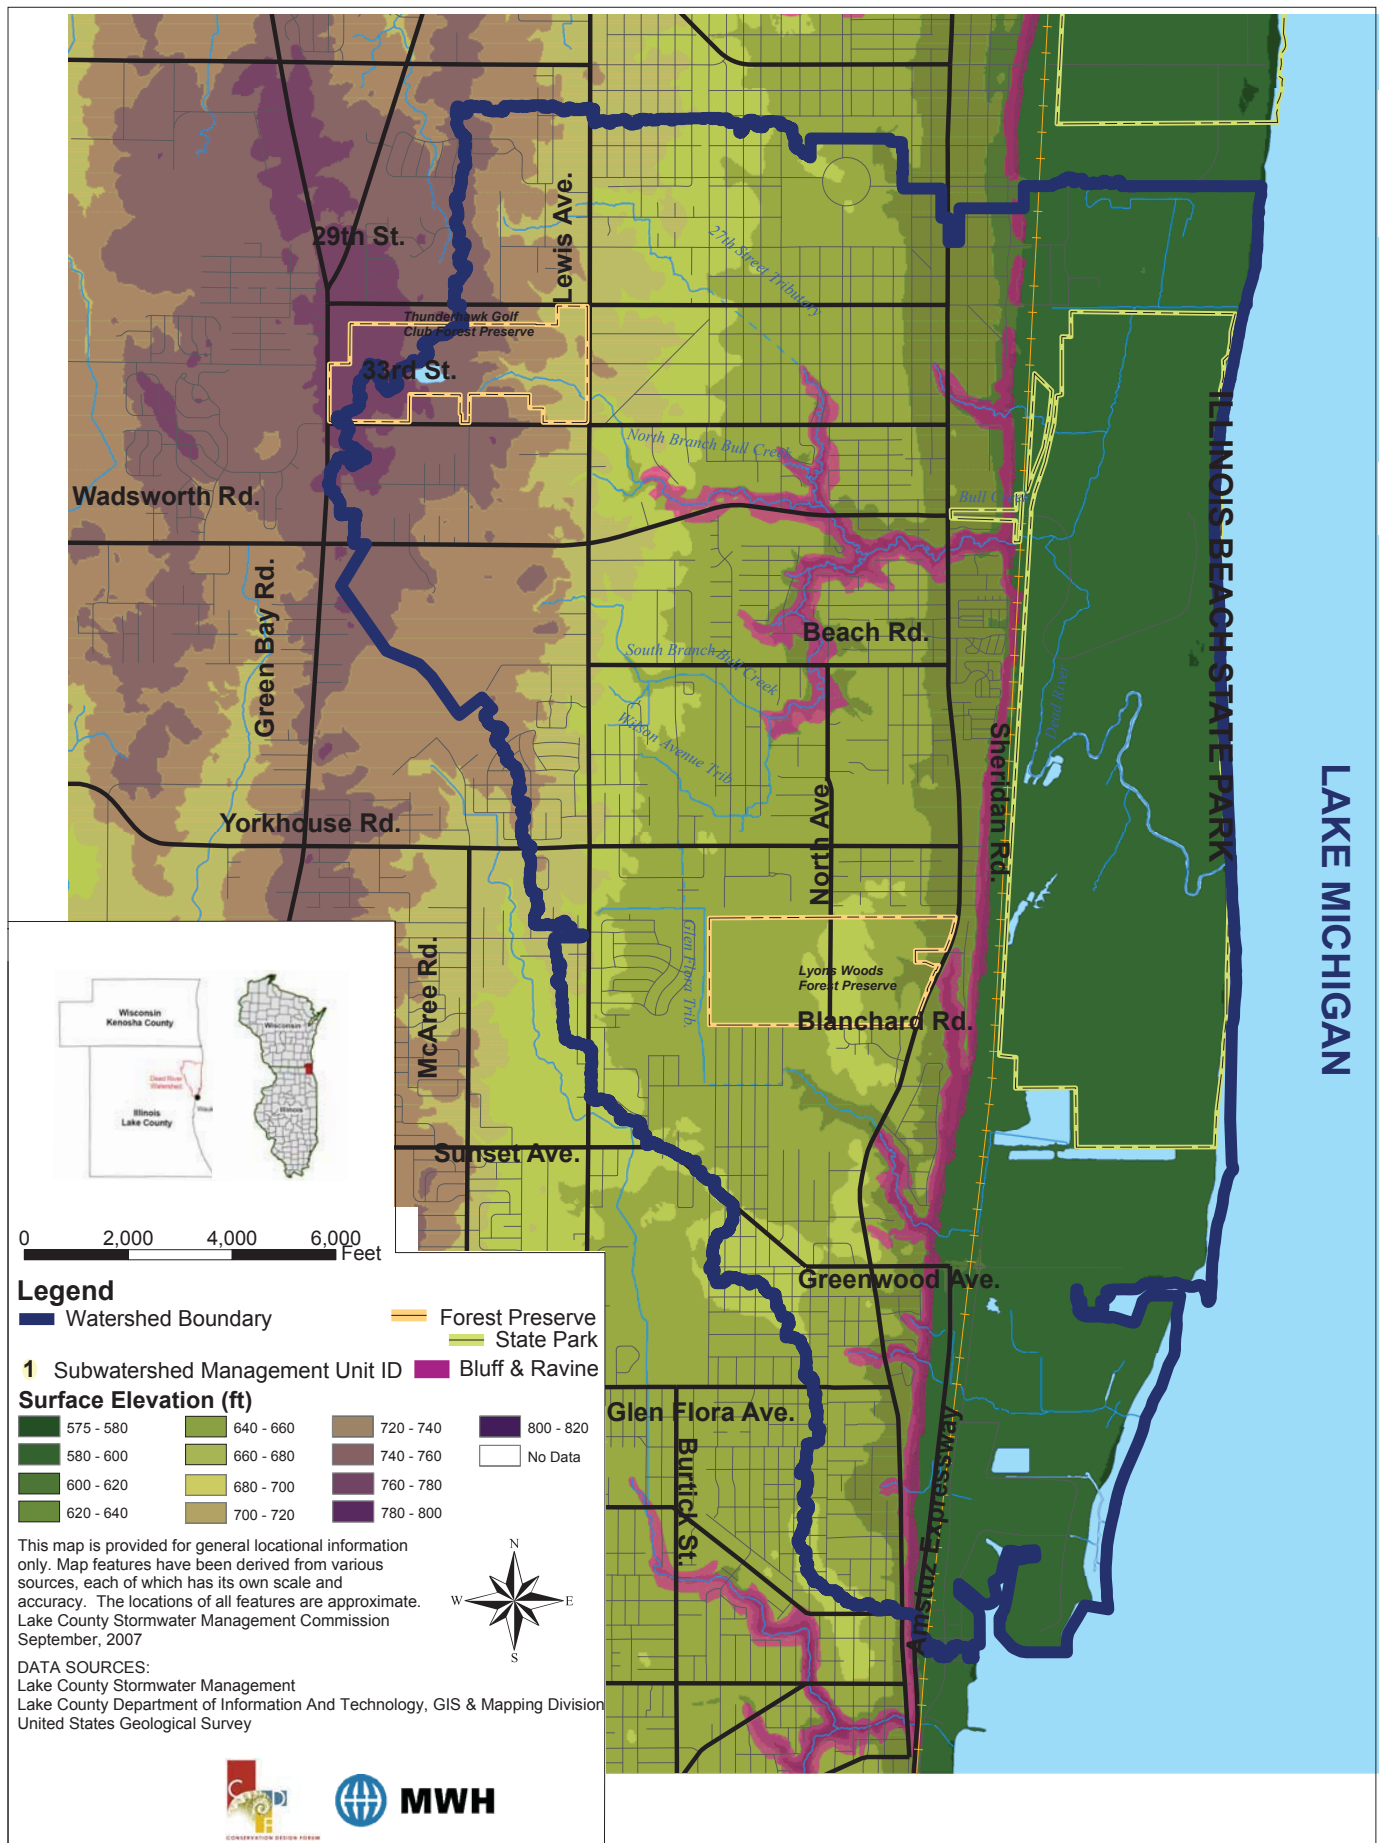 29th St.
Lewis Ave.
27th Street Tributary
Thunderhawk Golf
Club Forest Preserve
33rd St.
North Branch Bull Creek
Wadsworth Rd.
Bull Creek
ILLINOIS BEACH STATE PARK
Green Bay Rd.
Beach Rd.
South Branch Bull Creek
Wilson Avenue Trib
Dead River
Sheridan Rd.
LAKE MICHIGAN
Yorkhouse Rd.
North Ave.
McAree Rd.
Glen Flora Trib.
Lyons Woods
Forest Preserve
Blanchard Rd.
Sunset Ave.
Greenwood Ave.
Glen Flora Ave.
Burtick St.
Amstuz Expressway
Wisconsin
Kenosha County
Dead River
Watershed
Illinois
Lake County
Wisconsin
Illinois
0 2,000 4,000 6,000
Feet
Legend
Watershed Boundary
Forest Preserve
State Park
1 Subwatershed Management Unit ID
Bluff & Ravine
Surface Elevation (ft)
575 - 580
580 - 600
600 - 620
620 - 640
640 - 660
660 - 680
680 - 700
700 - 720
720 - 740
740 - 760
760 - 780
780 - 800
800 - 820
No Data
This map is provided for general locational information
only. Map features have been derived from various
sources, each of which has its own scale and
accuracy. The locations of all features are approximate.
Lake County Stormwater Management Commission
September, 2007
N
W E
S
DATA SOURCES:
Lake County Stormwater Management
Lake County Department of Information And Technology, GIS & Mapping Division
United States Geological Survey
C D F
CONSERVATION DESIGN FORUM
MWH